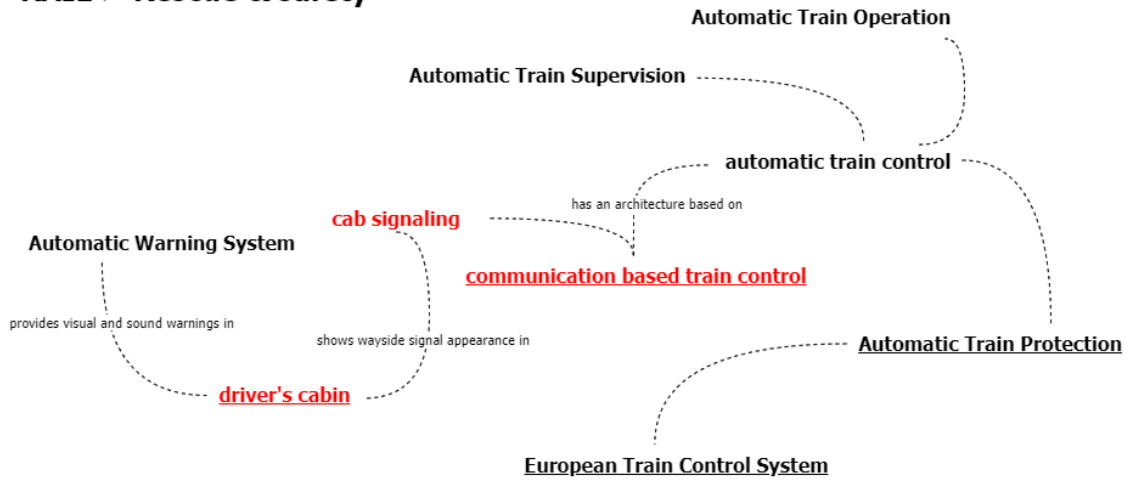 Automatic Train Operation
Automatic Train Supervision
automatic train control
has an architecture based on
cab signaling
Automatic Warning System
communication based train control
provides visual and sound warnings in
shows wayside signal appearance in
Automatic Train Protection
driver's cabin
European Train Control System